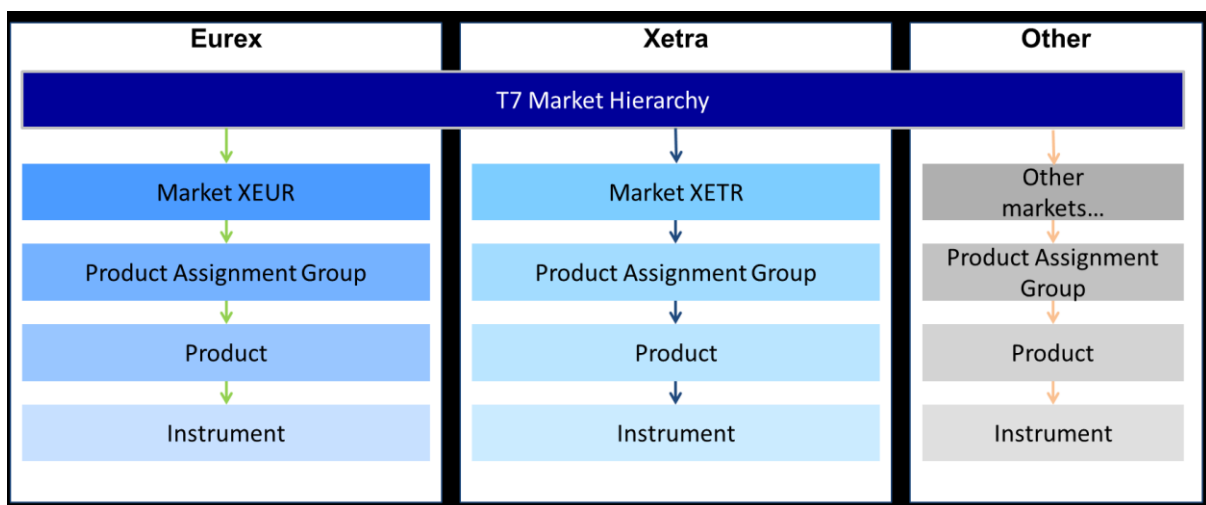 Eurex
Xetra
Other
T7 Market Hierarchy
Market XEUR
Market XETR
Other
markets...
Product Assignment Group
Product Assignment Group
Product Assignment
Group
Product
Product
Product
Instrument
Instrument
Instrument